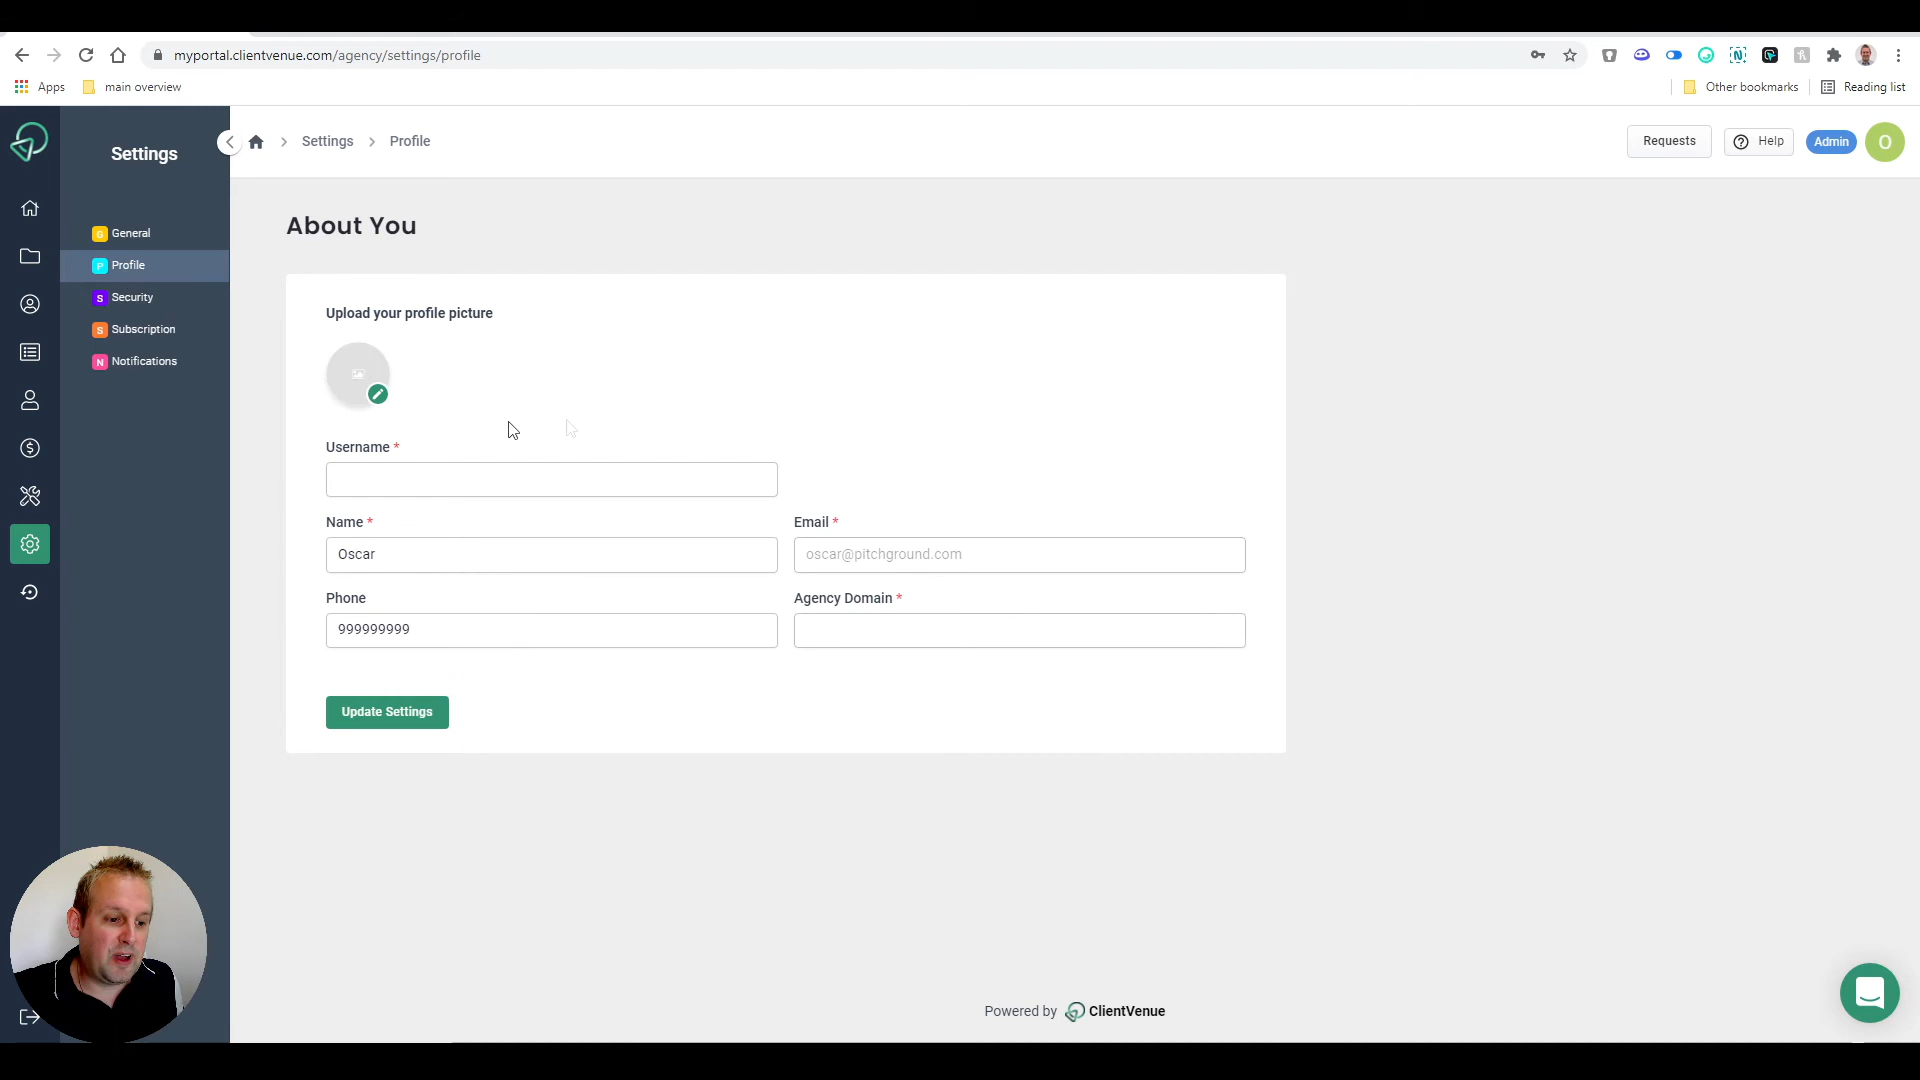 myportal.clientvenue.com/agency/settings/profile
Apps
main overview
Other bookmarks
Reading list
Settings
Settings
Profile
Requests
Help
Admin
O
G General
P Profile
S Security
S Subscription
N Notifications
About You
Upload your profile picture
Username *
Name *
Email *
Oscar
oscar@pitchground.com
Phone
Agency Domain *
999999999
Update Settings
Powered by ClientVenue